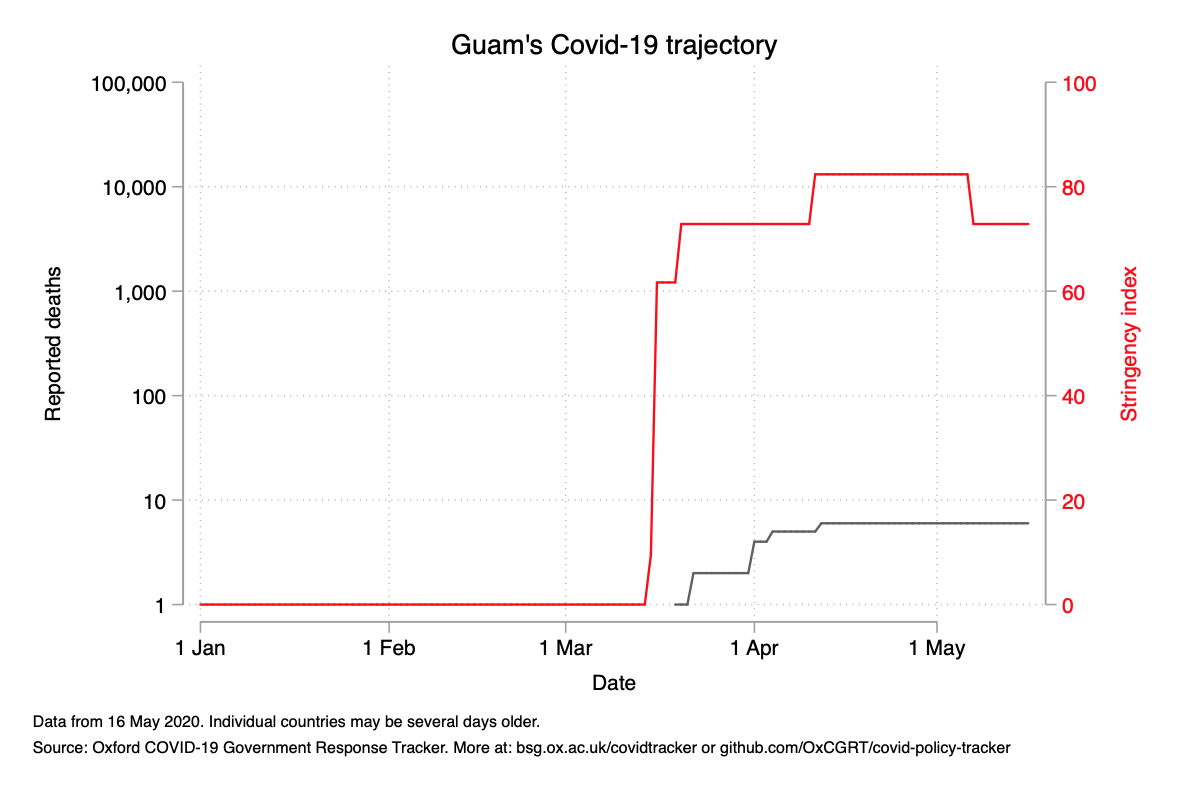 Guam's Covid-19 trajectory
100,000
10,000
1,000
100
10
1
Reported deaths
100
80
60
40
20
0
Stringency index
1 Jan
1 Feb
1 Mar
1 Apr
1 May
Date
Data from 16 May 2020. Individual countries may be several days older.
Source: Oxford COVID-19 Government Response Tracker. More at: bsg.ox.ac.uk/covidtracker or github.com/OxCGRT/covid-policy-tracker